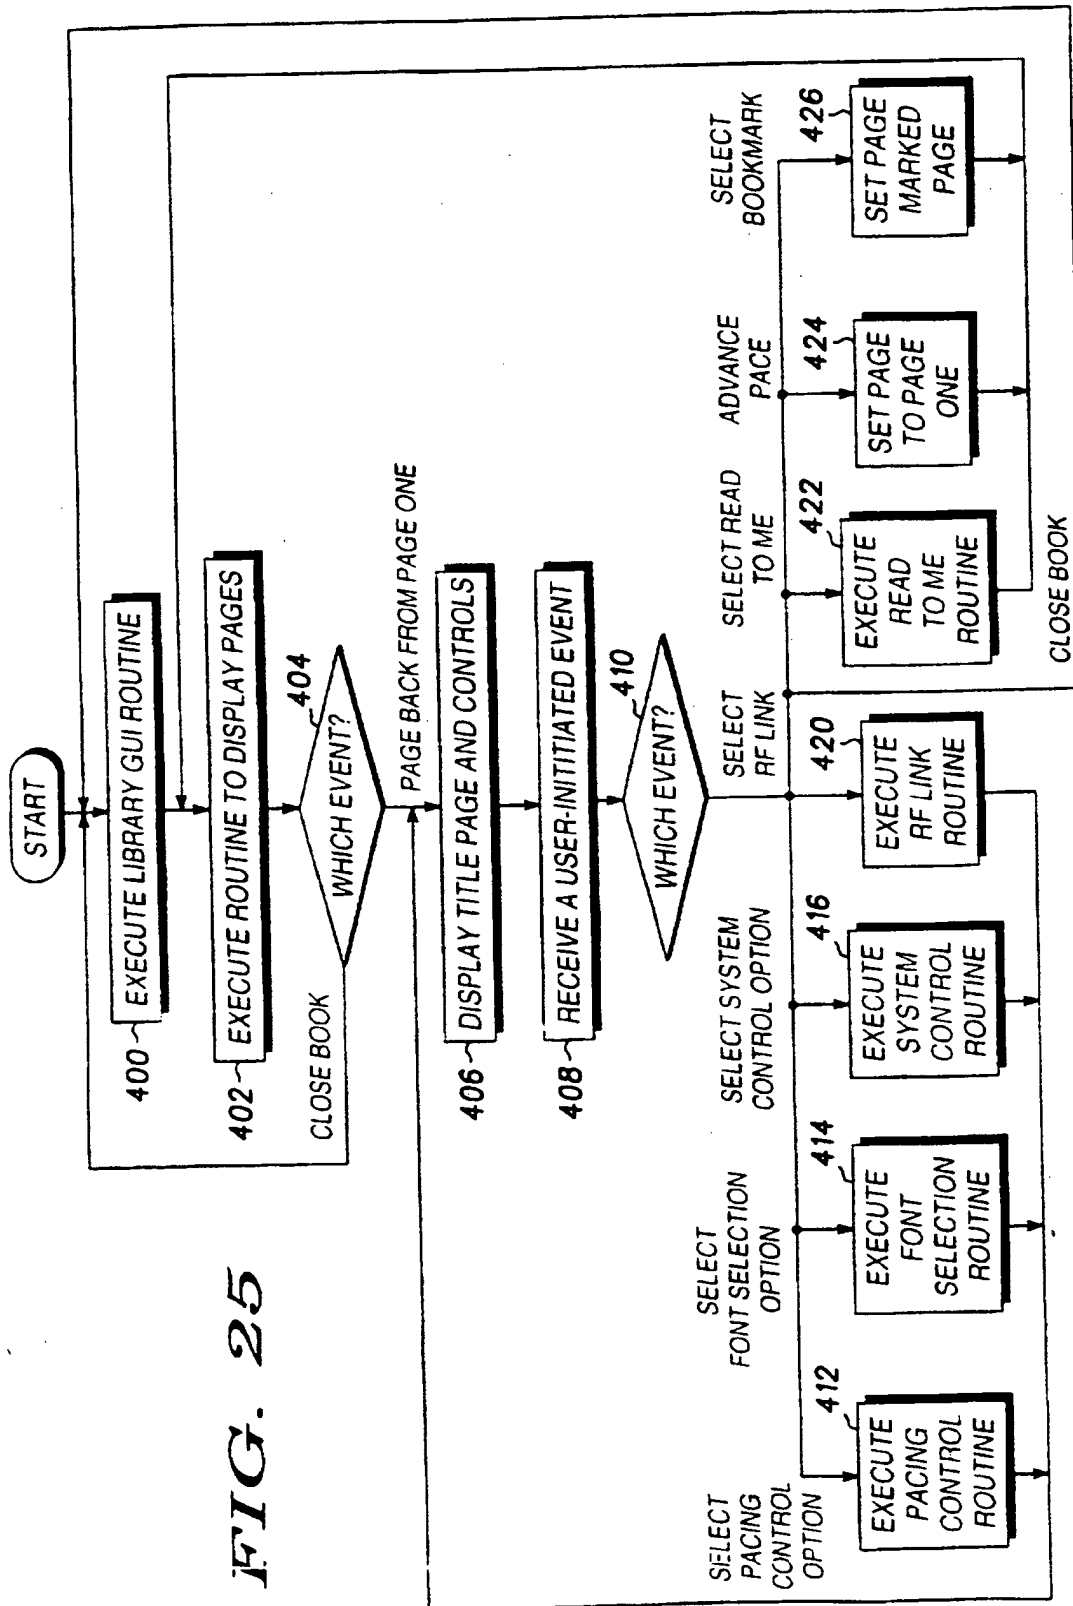 FIG. 25
START
400
EXECUTE LIBRARY GUI ROUTINE
402
EXECUTE ROUTINE TO DISPLAY PAGES
404
WHICH EVENT?
CLOSE BOOK
PAGE BACK FROM PAGE ONE
406
DISPLAY TITLE PAGE AND CONTROLS
408
RECEIVE A USER-INITITIATED EVENT
410
WHICH EVENT?
SELECT
PACING
CONTROL
OPTION
412
EXECUTE
PACING
CONTROL
ROUTINE
SELECT
FONT SELECTION
OPTION
414
EXECUTE
FONT
SELECTION
ROUTINE
SELECT SYSTEM
CONTROL OPTION
416
EXECUTE
SYSTEM
CONTROL
ROUTINE
SELECT
RF LINK
420
EXECUTE
RF LINK
ROUTINE
SELECT READ
TO ME
422
EXECUTE
READ
TO ME
ROUTINE
ADVANCE
PACE
424
SET PAGE
TO PAGE
ONE
SELECT
BOOKMARK
426
SET PAGE
MARKED
PAGE
CLOSE BOOK